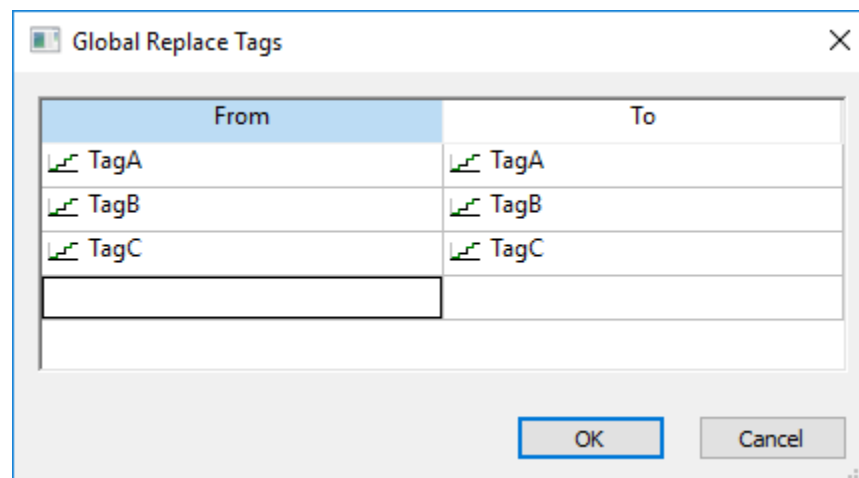 Global Replace Tags
From To
TagA TagA
TagB TagB
TagC TagC
OK Cancel